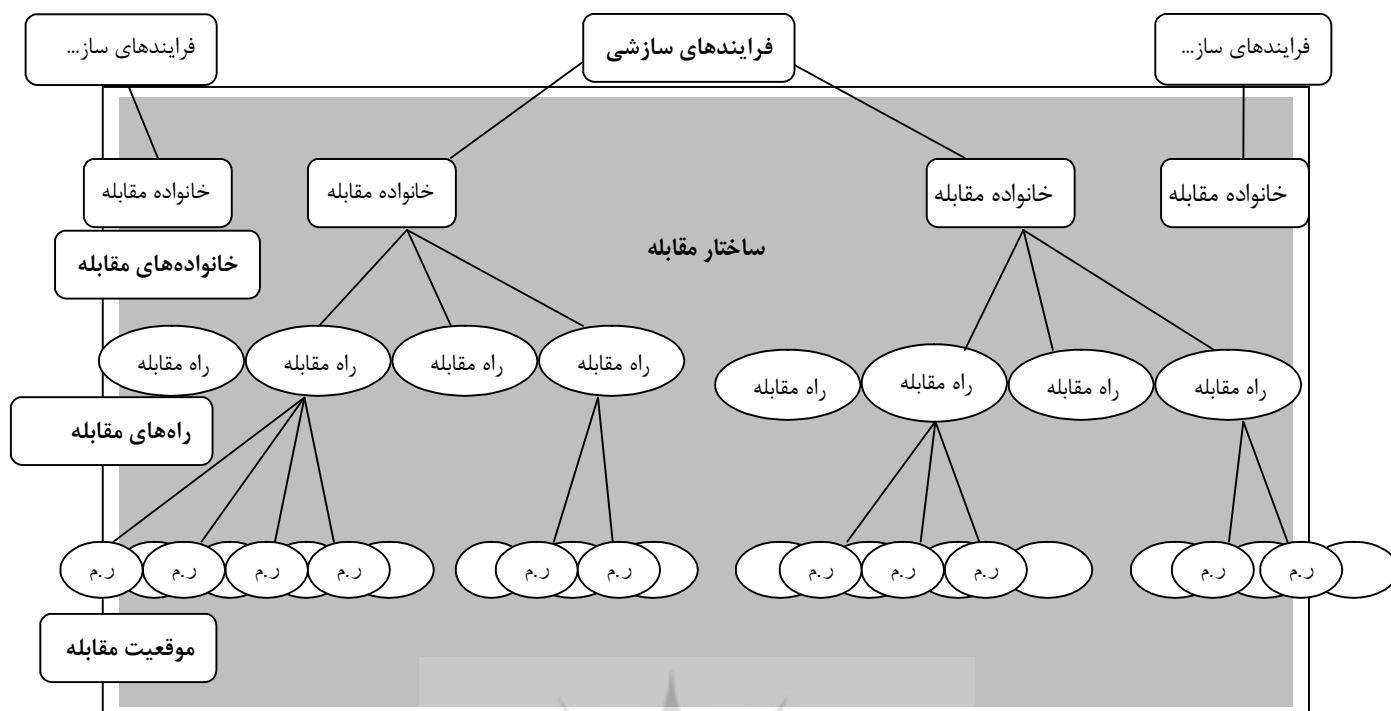 فرایندهای ساز...
فرایندهای سازشی
فرایندهای ساز...
خانواده مقابله
خانواده مقابله
خانواده مقابله
خانواده مقابله
ساختار مقابله
خانواده‌های مقابله
راه مقابله
راه مقابله
راه مقابله
راه مقابله
راه مقابله
راه مقابله
راه مقابله
راه مقابله
راه‌های مقابله
ر.م
ر.م
ر.م
ر.م
ر.م
ر.م
ر.م
ر.م
ر.م
ر.م
ر.م
موقعیت مقابله